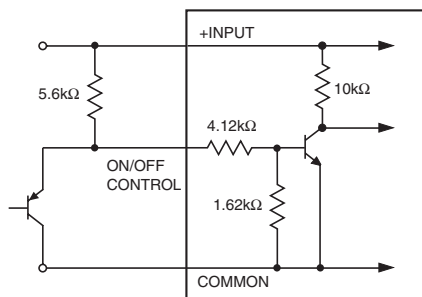 +INPUT
5.6kΩ
10kΩ
4.12kΩ
ON/OFF
CONTROL
1.62kΩ
COMMON